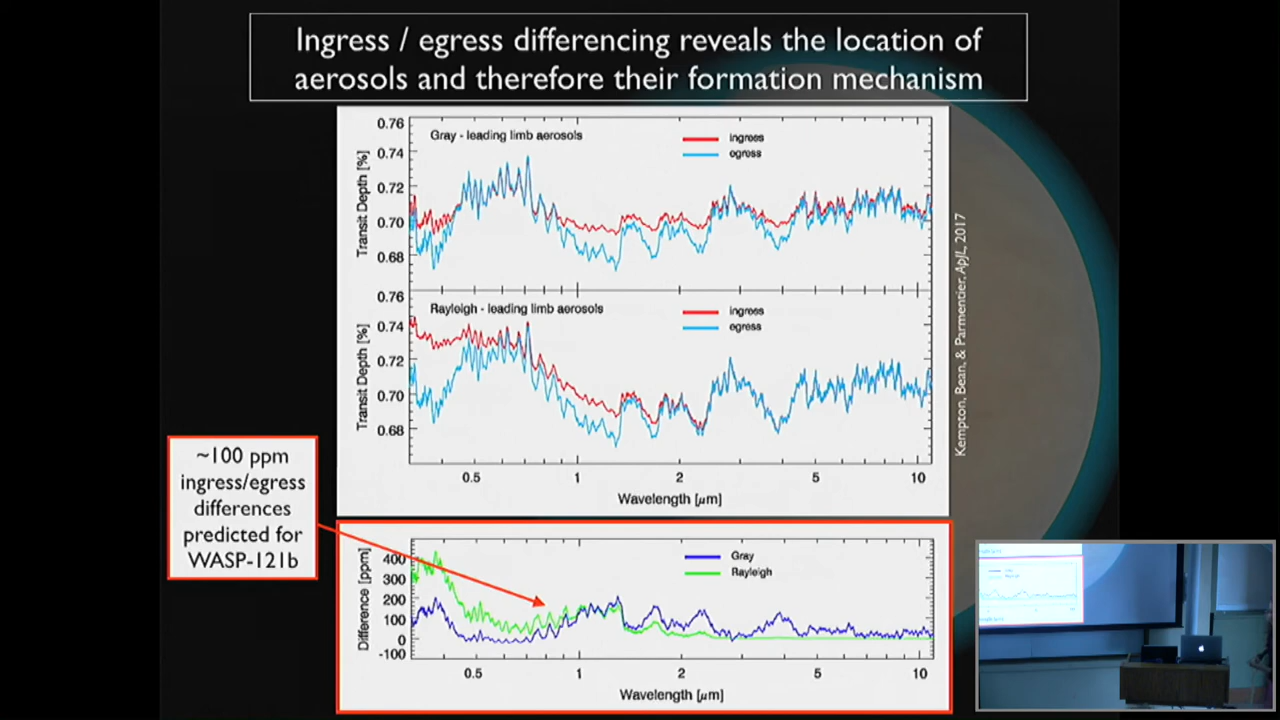 Ingress / egress differencing reveals the location of
aerosols and therefore their formation mechanism
0.76
0.74
0.72
0.70
0.68
Transit Depth [%]
Gray - leading limb aerosols
ingress
egress
0.76
0.74
0.72
0.70
0.68
Transit Depth [%]
Rayleigh - leading limb aerosols
ingress
egress
0.5
1
2
5
10
Wavelength [μm]
Kempton, Bean, & Parmentier, ApJL, 2017
~100 ppm
ingress/egress
differences
predicted for
WASP-121b
400
300
200
100
0
-100
Difference [ppm]
Gray
Rayleigh
0.5
1
2
5
10
Wavelength [μm]